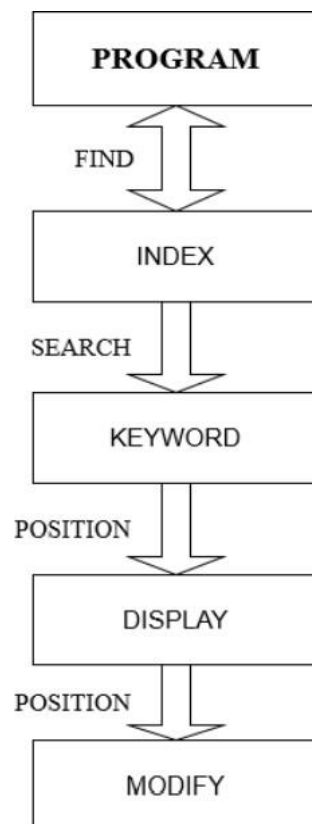 PROGRAM
FIND
INDEX
SEARCH
KEYWORD
POSITION
DISPLAY
POSITION
MODIFY